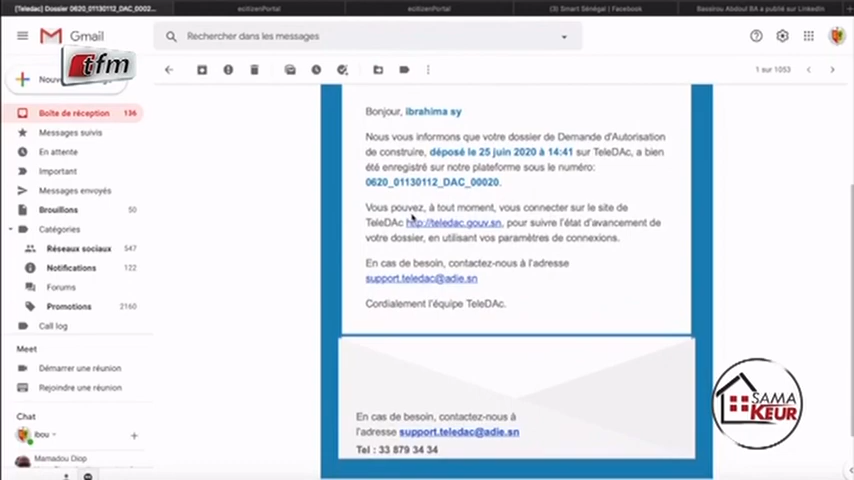 [Teledac] Dossier 0620_01130112_DAC_0002...
ecitizenPortal
ecitizenPortal
(3) Smart Sénégal | Facebook
Bassirou Abdoul BA a publié sur LinkedIn
Gmail
Rechercher dans les messages
tfm
1 sur 1053
Boîte de réception 136
Messages suivis
En attente
Important
Messages envoyés
Brouillons 50
Catégories
Réseaux sociaux 547
Notifications 122
Forums
Promotions 2160
Call log
Meet
Démarrer une réunion
Rejoindre une réunion
Chat
ibou
Mamadou Diop
Bonjour, ibrahima sy
Nous vous informons que votre dossier de Demande d'Autorisation
de construire, déposé le 25 juin 2020 à 14:41 sur TeleDAc, a bien
été enregistré sur notre plateforme sous le numéro:
0620_01130112_DAC_00020.
Vous pouvez, à tout moment, vous connecter sur le site de
TeleDAc http://teledac.gouv.sn, pour suivre l'état d'avancement de
votre dossier, en utilisant vos paramètres de connexions.
En cas de besoin, contactez-nous à l'adresse
support.teledac@adie.sn
Cordialement l'équipe TeleDAc.
En cas de besoin, contactez-nous à
l'adresse support.teledac@adie.sn
Tel : 33 879 34 34
SAMA
KEUR